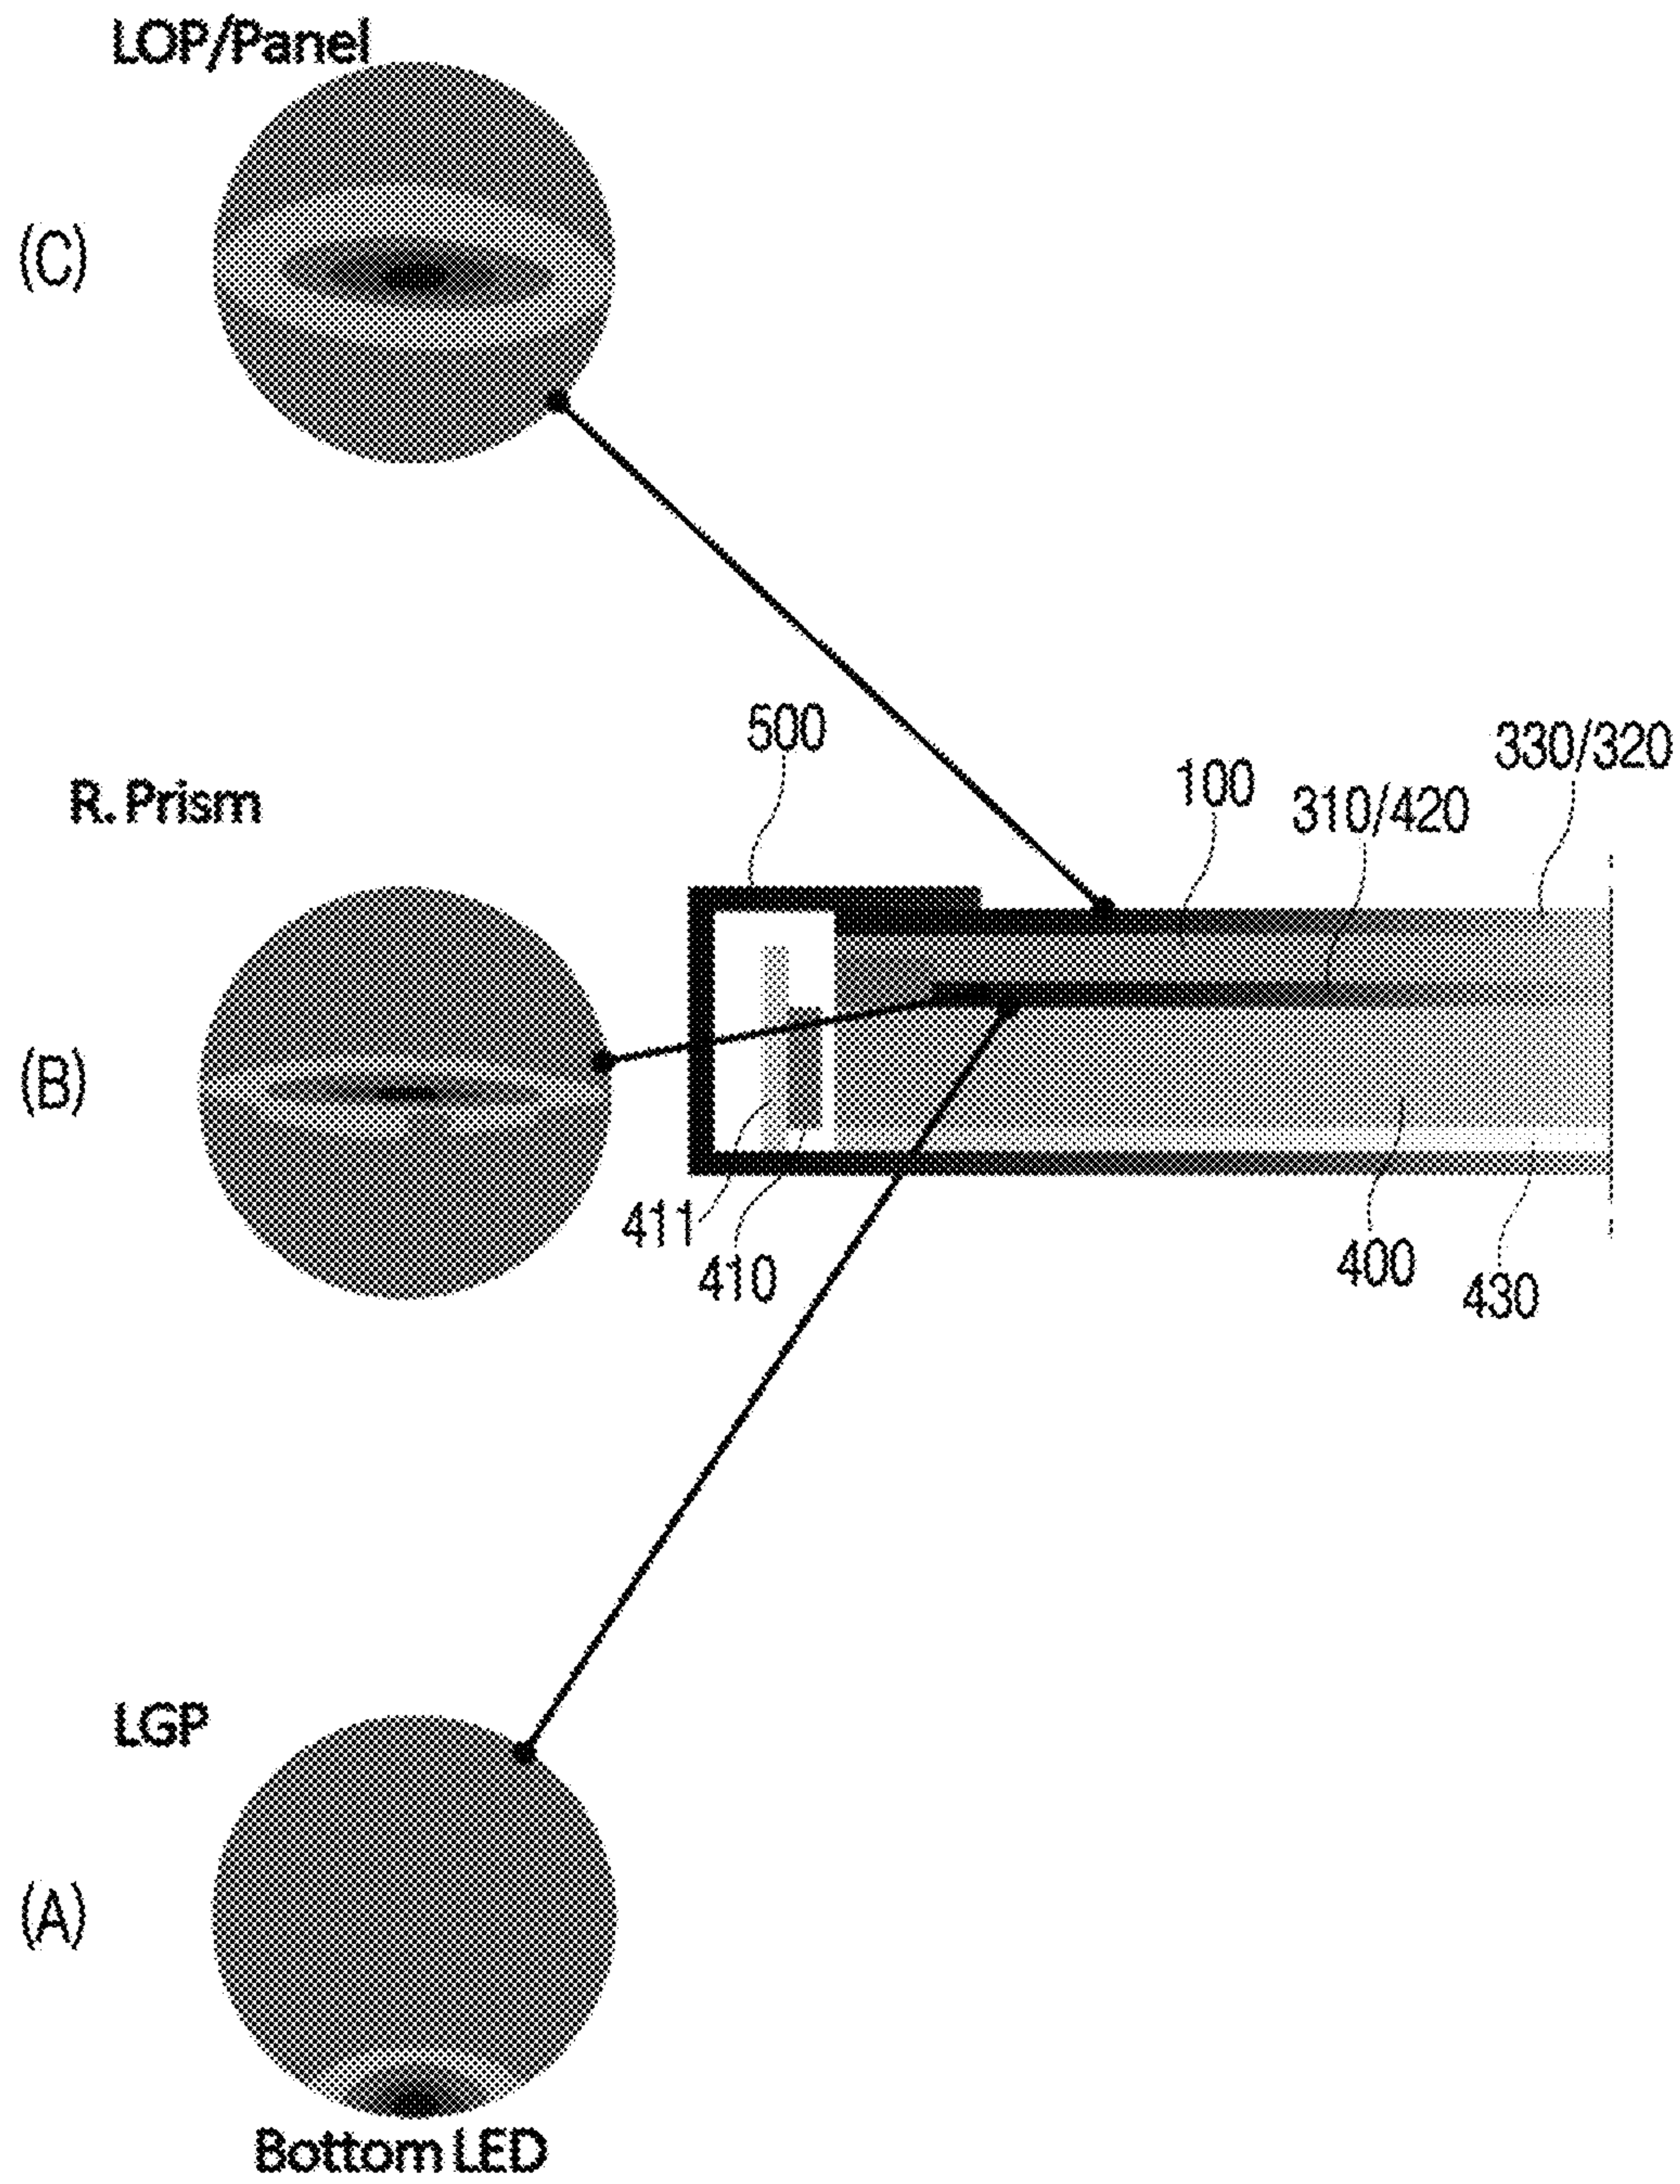 LOP/Panel
(C)
500
330/320
100
310/420
R. Prism
(B)
411
410
400
430
LGP
(A)
Bottom LED